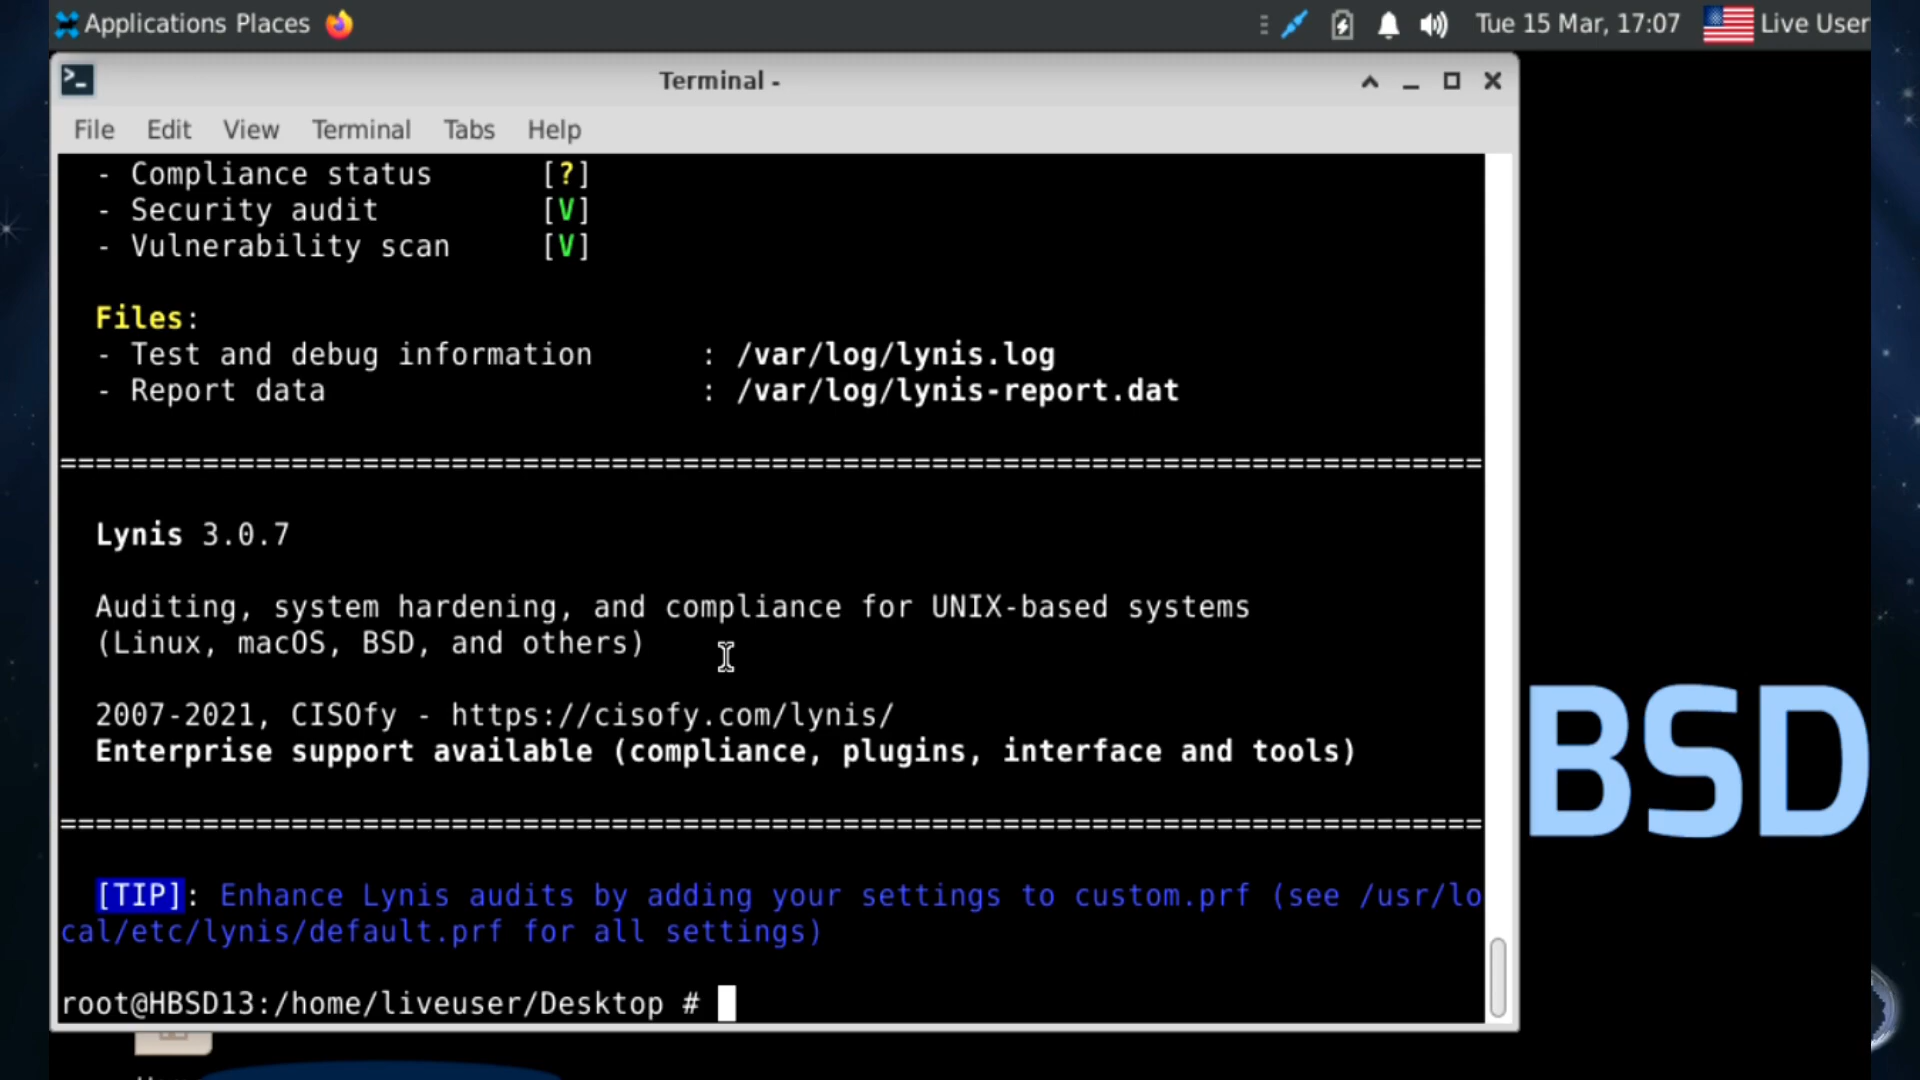 Applications Places Tue 15 Mar, 17:07 Live User
Terminal -
File Edit View Terminal Tabs Help
- Compliance status [?]
- Security audit [V]
- Vulnerability scan [V]
Files:
- Test and debug information : /var/log/lynis.log
- Report data : /var/log/lynis-report.dat
================================================================================
Lynis 3.0.7
Auditing, system hardening, and compliance for UNIX-based systems
(Linux, macOS, BSD, and others)
2007-2021, CISOfy - https://cisofy.com/lynis/
Enterprise support available (compliance, plugins, interface and tools)
================================================================================
[TIP]: Enhance Lynis audits by adding your settings to custom.prf (see /usr/lo
cal/etc/lynis/default.prf for all settings)
root@HBSD13:/home/liveuser/Desktop #
BSD